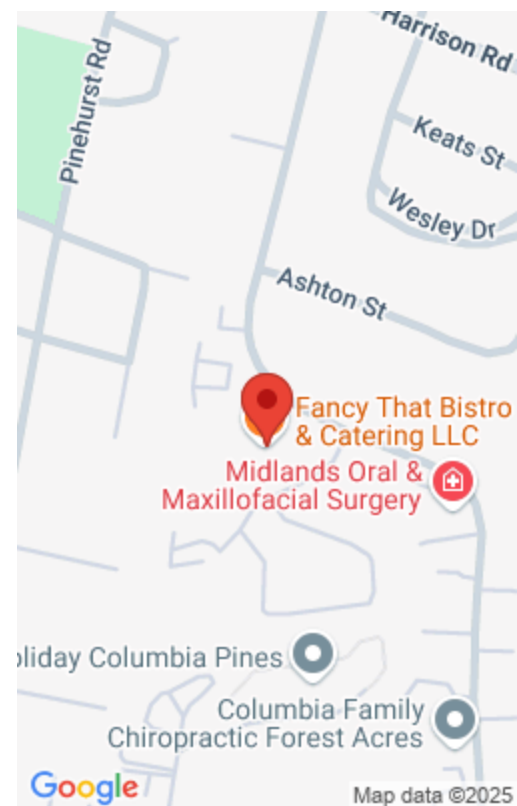 Harrison Rd
Pinehurst Rd
Keats St
Wesley Dr
Ashton St
Fancy That Bistro
& Catering LLC
Midlands Oral &
Maxillofacial Surgery
oliday Columbia Pines
Columbia Family
Chiropractic Forest Acres
Google
Map data ©2025